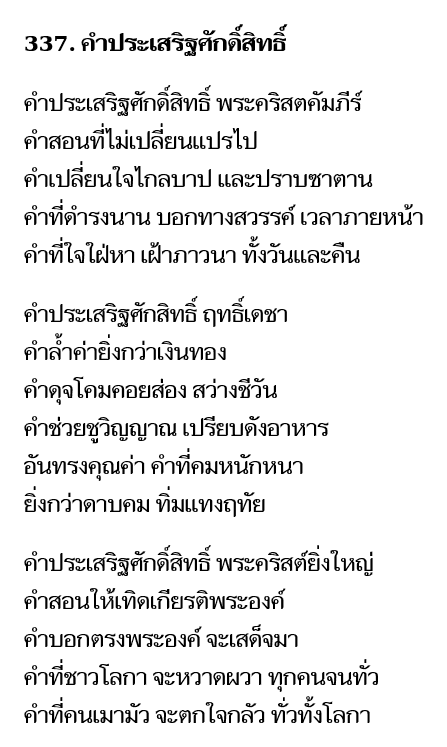 337. คำประเสริฐศักดิ์สิทธิ์
คำประเสริฐศักดิ์สิทธิ์ พระคริสตคัมภีร์
คำสอนที่ไม่เปลี่ยนแปรไป
คำเปลี่ยนใจไกลบาป และปราบซาตาน
คำที่ดำรงนาน บอกทางสวรรค์ เวลาภายหน้า
คำที่ใจใฝ่หา เฝ้าภาวนา ทั้งวันและคืน
คำประเสริฐศักสิทธิ์ ฤทธิ์เดชา
คำล้ำค่ายิ่งกว่าเงินทอง
คำดุจโคมคอยส่อง สว่างชีวัน
คำช่วยชูวิญญาณ เปรียบดังอาหาร
อันทรงคุณค่า คำที่คมหนักหนา
ยิ่งกว่าดาบคม ทิ่มแทงฤทัย
คำประเสริฐศักดิ์สิทธิ์ พระคริสต์ยิ่งใหญ่
คำสอนให้เทิดเกียรติพระองค์
คำบอกตรงพระองค์ จะเสด็จมา
คำที่ชาวโลกา จะหวาดผวา ทุกคนจนทั่ว
คำที่คนเมามัว จะตกใจกลัว ทั่วทั้งโลกา